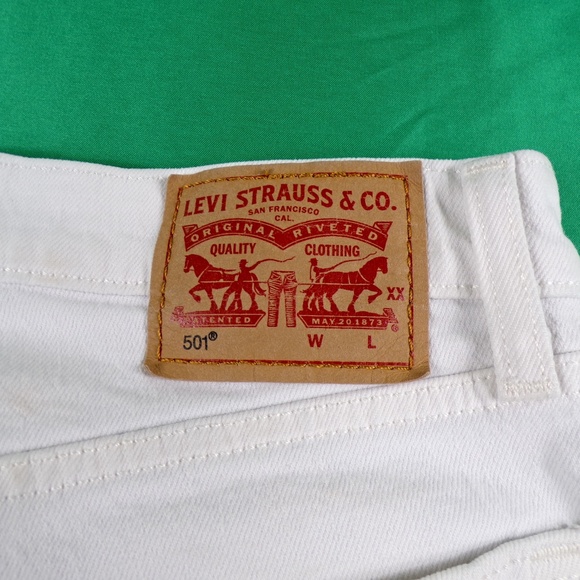 LEVI STRAUSS & CO.
SAN FRANCISCO
CAL.
ORIGINAL RIVETED
QUALITY CLOTHING
XX
PATENTED MAY.20.1873
501® W L